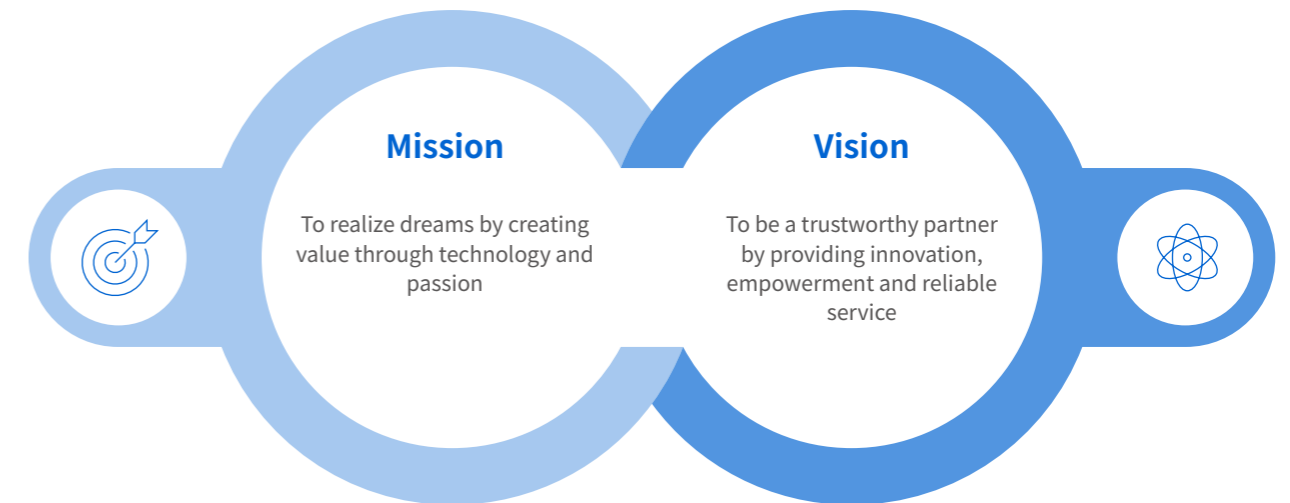 Mission
To realize dreams by creating
value through technology and
passion
Vision
To be a trustworthy partner
by providing innovation,
empowerment and reliable
service